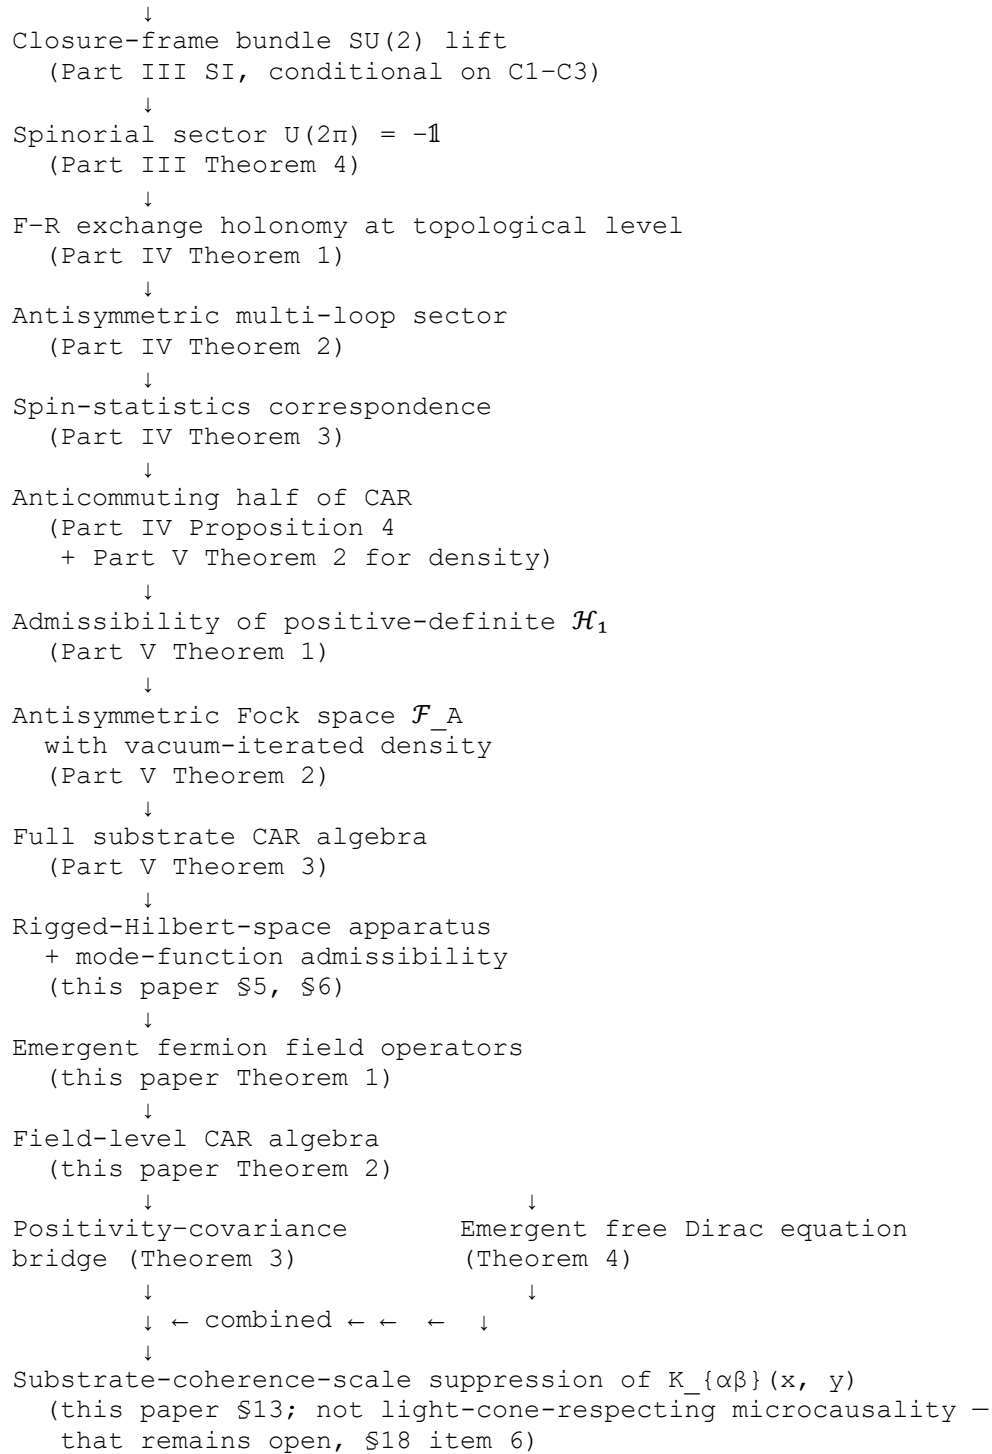 ↓
Closure-frame bundle SU(2) lift
(Part III SI, conditional on C1–C3)
↓
Spinorial sector U(2π) = −𝟙
(Part III Theorem 4)
↓
F–R exchange holonomy at topological level
(Part IV Theorem 1)
↓
Antisymmetric multi-loop sector
(Part IV Theorem 2)
↓
Spin-statistics correspondence
(Part IV Theorem 3)
↓
Anticommuting half of CAR
(Part IV Proposition 4
+ Part V Theorem 2 for density)
↓
Admissibility of positive-definite ℋ₁
(Part V Theorem 1)
↓
Antisymmetric Fock space ℱ_A
with vacuum-iterated density
(Part V Theorem 2)
↓
Full substrate CAR algebra
(Part V Theorem 3)
↓
Rigged-Hilbert-space apparatus
+ mode-function admissibility
(this paper §5, §6)
↓
Emergent fermion field operators
(this paper Theorem 1)
↓
Field-level CAR algebra
(this paper Theorem 2)
↓ ↓
Positivity–covariance Emergent free Dirac equation
bridge (Theorem 3) (Theorem 4)
↓ ↓
↓ ← combined ← ← ← ↓
↓
Substrate-coherence-scale suppression of K_{αβ}(x, y)
(this paper §13; not light-cone-respecting microcausality —
that remains open, §18 item 6)